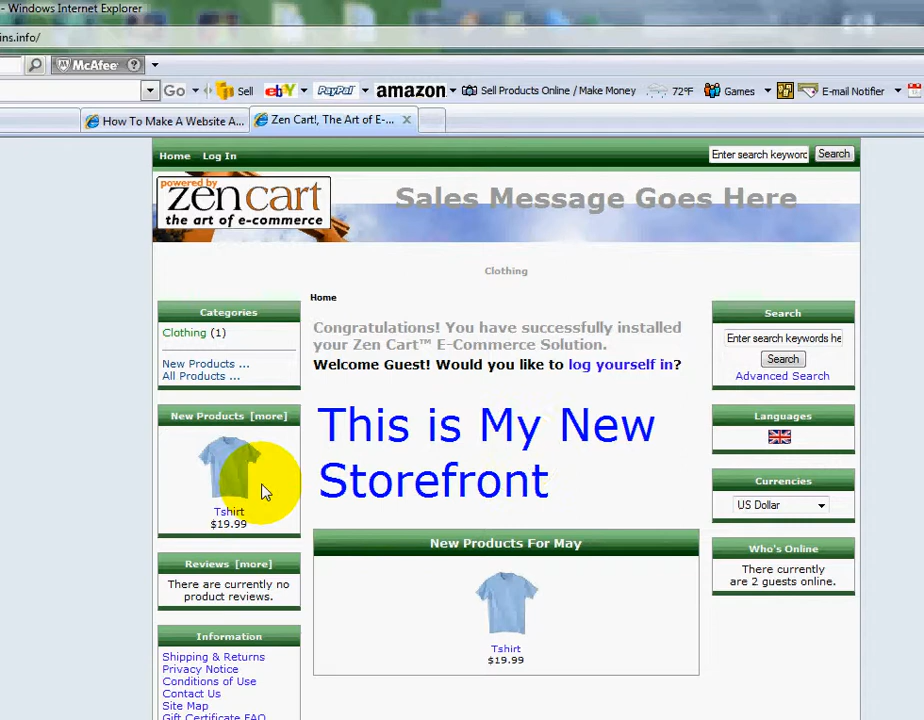 - Windows Internet Explorer
ins.info/
McAfee
Go Sell ebY PayPal amazon Sell Products Online / Make Money 72°F Games E-mail Notifier
How To Make A Website A... Zen Cart!, The Art of E-...
Home Log In Enter search keyword Search
powered by
zen cart
the art of e-commerce
Sales Message Goes Here
Clothing
Home
Categories
Clothing (1)
New Products ...
All Products ...
New Products [more]
Tshirt
$19.99
Reviews [more]
There are currently no
product reviews.
Information
Shipping & Returns
Privacy Notice
Conditions of Use
Contact Us
Site Map
Gift Certificate FAQ
Congratulations! You have successfully installed
your Zen Cart™ E-Commerce Solution.
Welcome Guest! Would you like to log yourself in?
This is My New
Storefront
New Products For May
Tshirt
$19.99
Search
Enter search keywords he
Search
Advanced Search
Languages
Currencies
US Dollar
Who's Online
There currently
are 2 guests online.